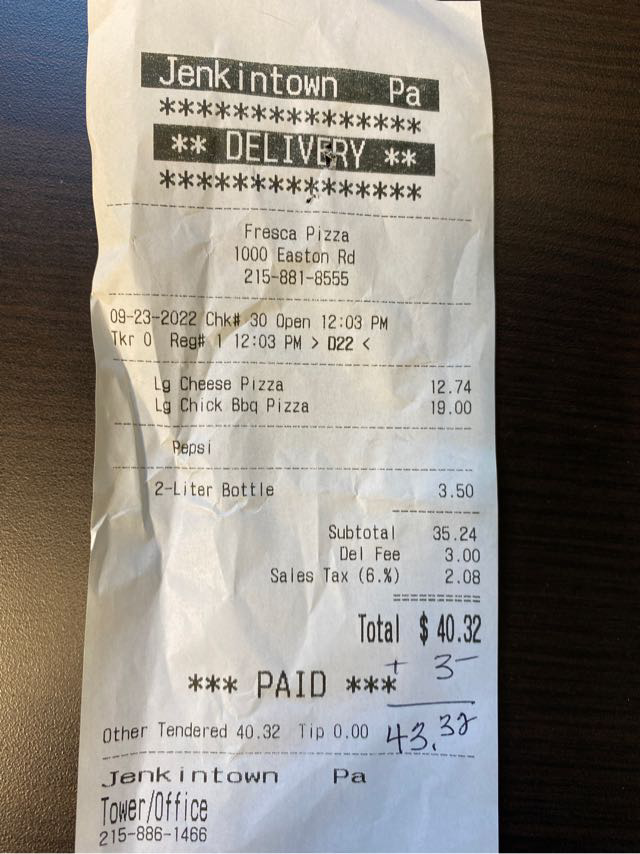 Jenkintown Pa
***************
** DELIVERY **
***************
Fresca Pizza
1000 Easton Rd
215-881-8555
09-23-2022 Chk# 30 Open 12:03 PM
Tkr 0 Reg# 1 12:03 PM > D22 <
Lg Cheese Pizza 12.74
Lg Chick Bbq Pizza 19.00
Pepsi
2-Liter Bottle 3.50
Subtotal 35.24
Del Fee 3.00
Sales Tax (6.%) 2.08
Total $ 40.32
+ 3-
*** PAID ***
Other Tendered 40.32 Tip 0.00 43.32
Jenkintown Pa
Tower/Office
215-886-1466